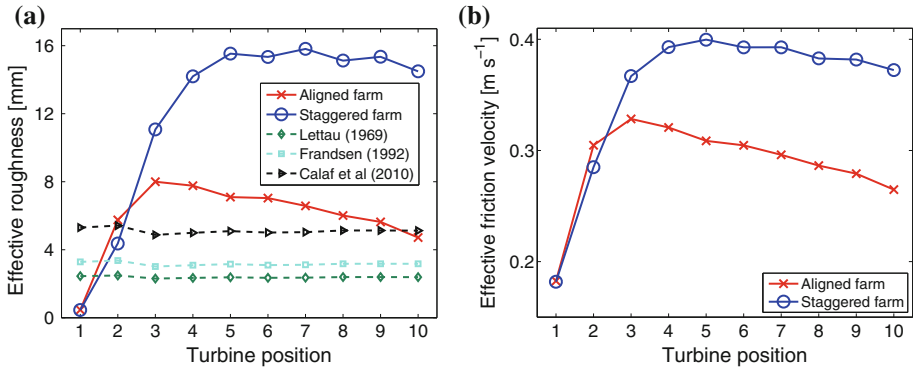 (a)
16
12
8
4
0
Effective roughness [mm]
Aligned farm
Staggered farm
Lettau (1969)
Frandsen (1992)
Calaf et al (2010)
1 2 3 4 5 6 7 8 9 10
Turbine position
(b)
0.4
0.3
0.2
Effective friction velocity [m s⁻¹]
Aligned farm
Staggered farm
1 2 3 4 5 6 7 8 9 10
Turbine position